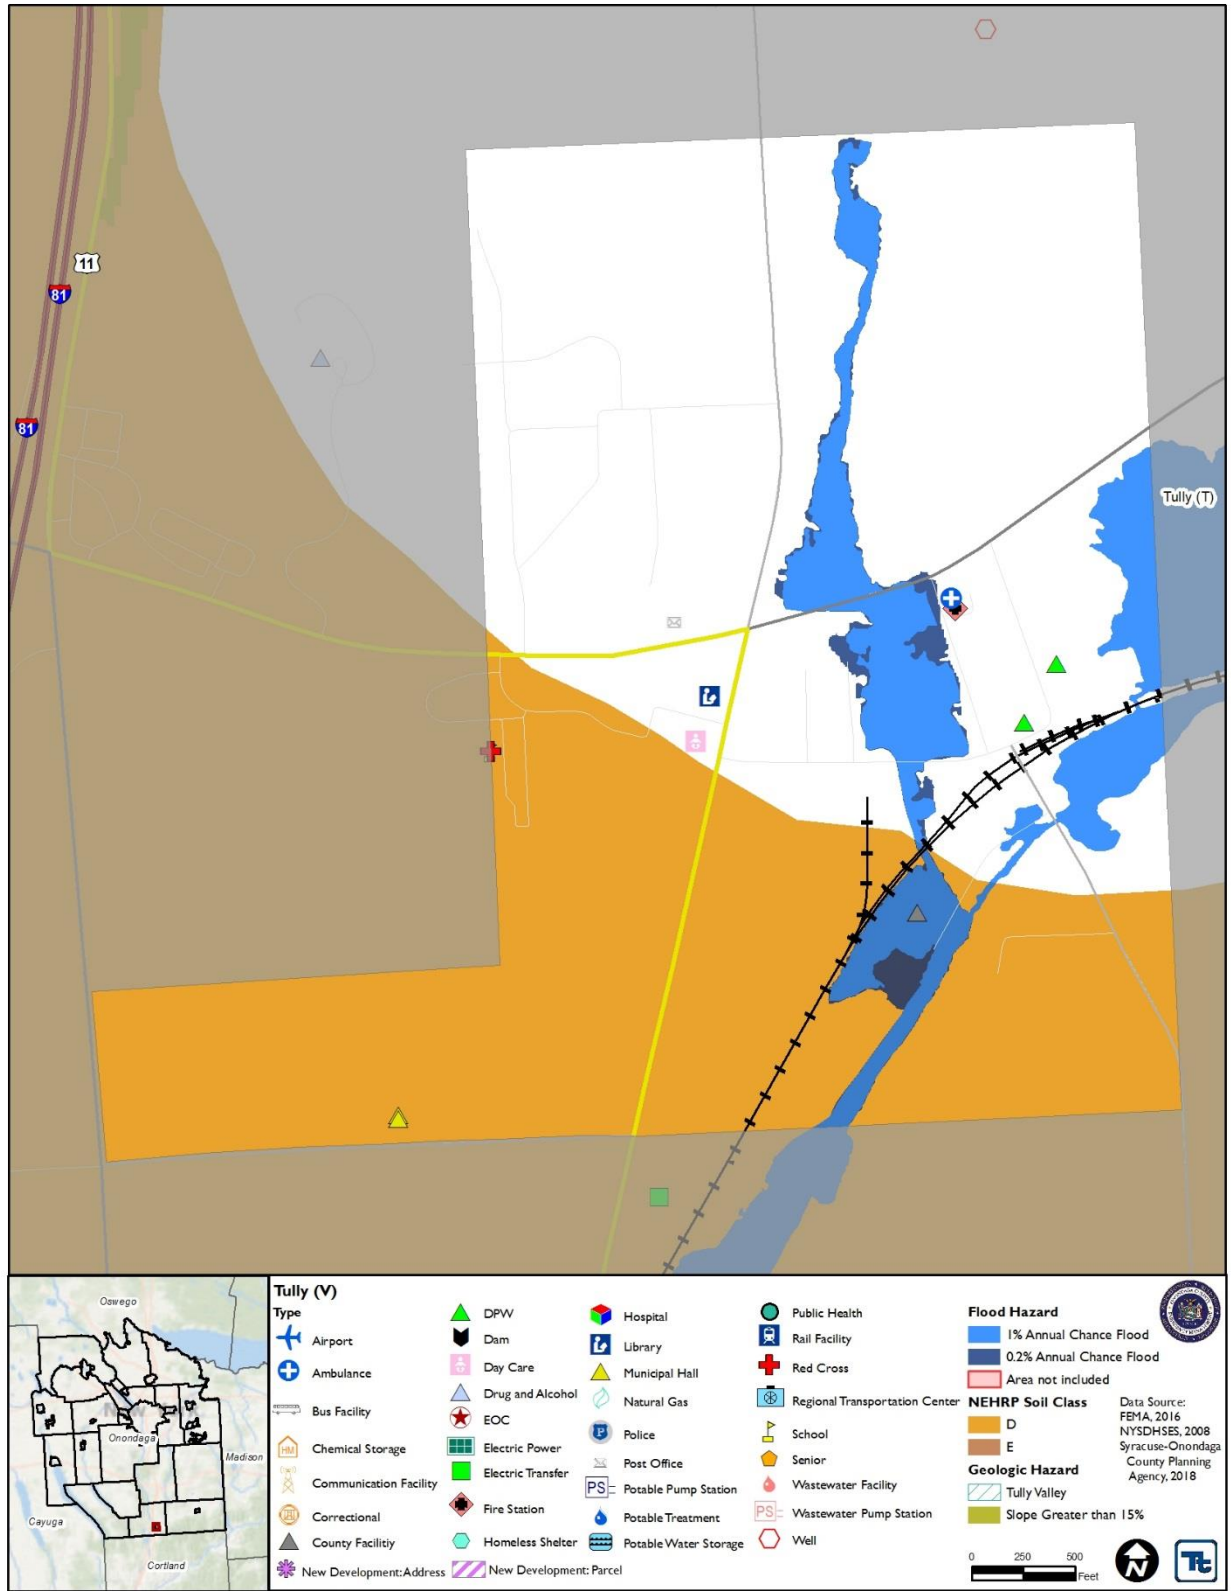 11
81
81
Tully (T)
Tully (V)
Type
Airport
Ambulance
Bus Facility
HM
Chemical Storage
Communication Facility
Correctional
County Facilitiy
New Development: Address
DPW
Dam
Day Care
Drug and Alcohol
EOC
Electric Power
Electric Transfer
Fire Station
Homeless Shelter
New Development: Parcel
Hospital
Library
Municipal Hall
Natural Gas
P
Police
Post Office
PS
Potable Pump Station
Potable Treatment
Potable Water Storage
Public Health
Rail Facility
Red Cross
Regional Transportation Center
School
Senior
Wastewater Facility
PS
Wastewater Pump Station
Well
Flood Hazard
1% Annual Chance Flood
0.2% Annual Chance Flood
Area not included
NEHRP Soil Class
D
E
Geologic Hazard
Tully Valley
Slope Greater than 15%
Data Source:
FEMA, 2016
NYSDHSES, 2008
Syracuse-Onondaga
County Planning
Agency, 2018
0 250 500
Feet
N
Tt
Oswego
Onondaga
Madison
Cayuga
Cortland